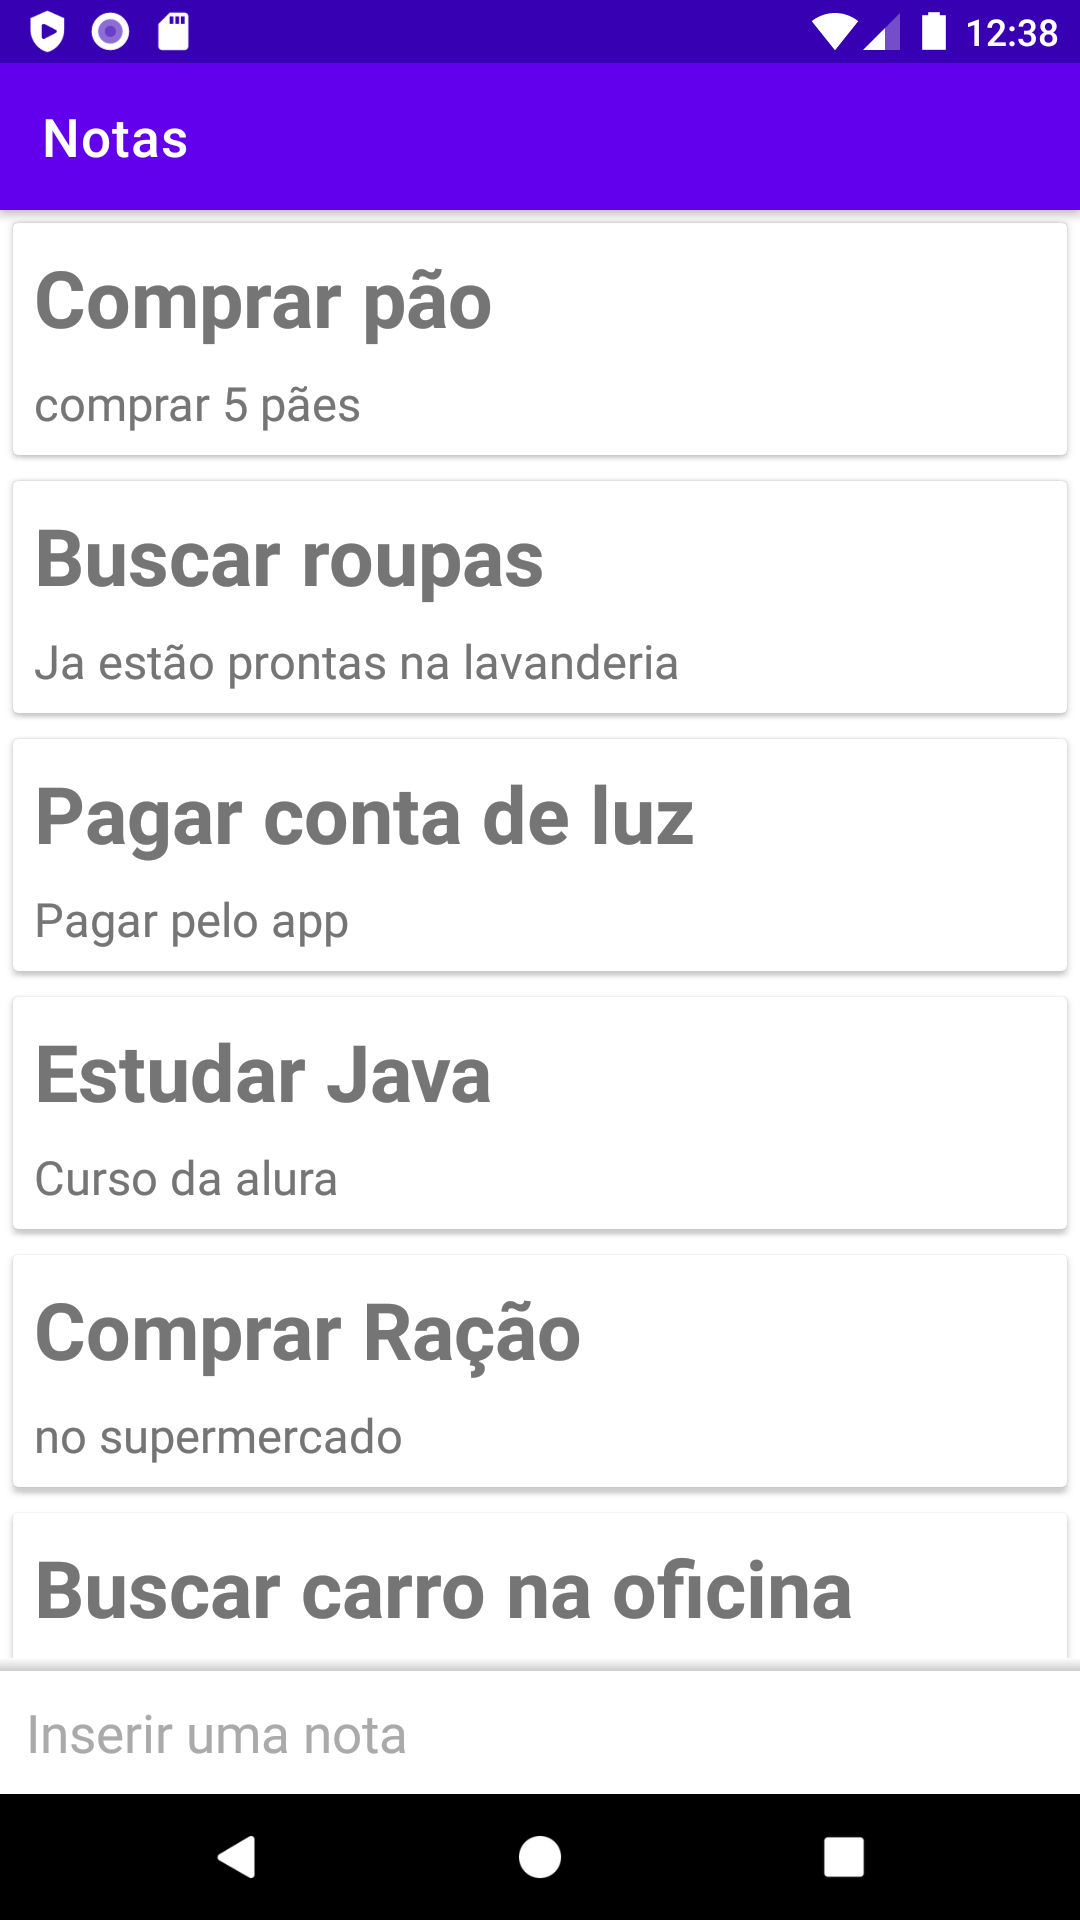 12:38
Notas
Comprar pão
comprar 5 pães
Buscar roupas
Ja estão prontas na lavanderia
Pagar conta de luz
Pagar pelo app
Estudar Java
Curso da alura
Comprar Ração
no supermercado
Buscar carro na oficina
Inserir uma nota